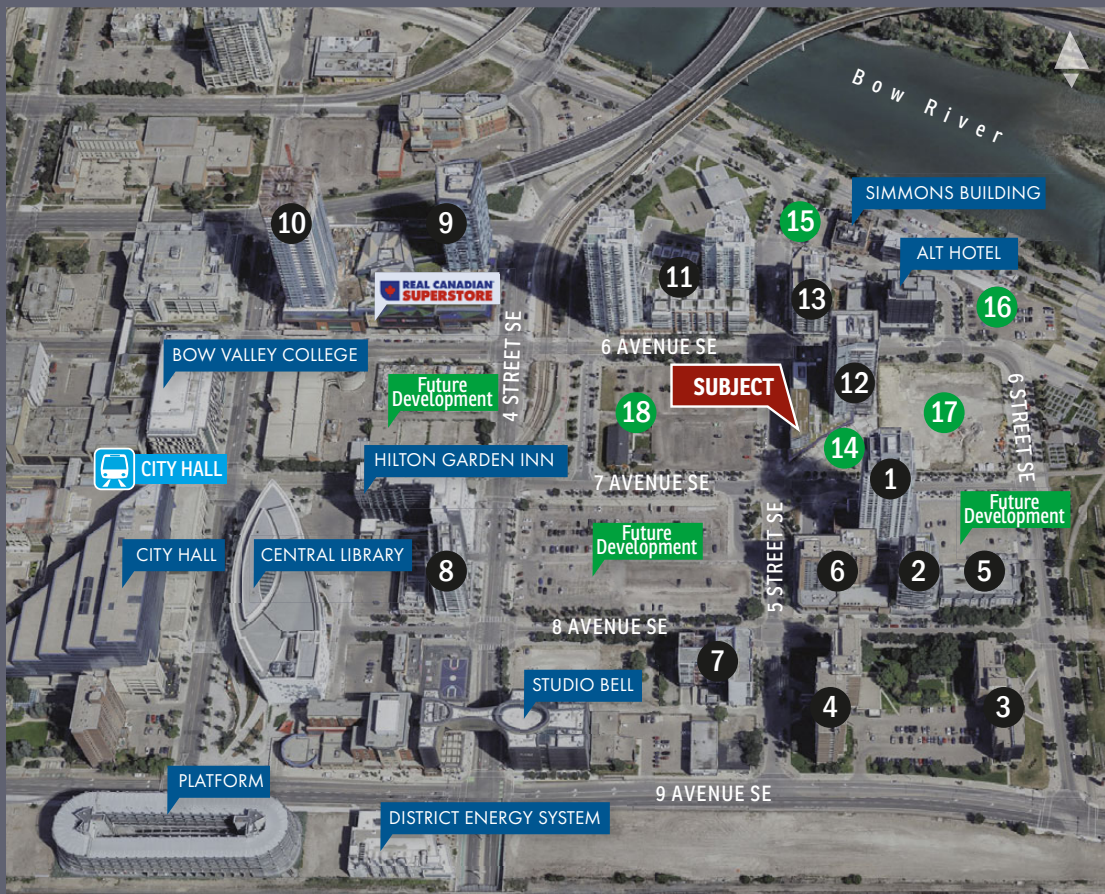 Bow River
SIMMONS BUILDING
15
10
9
ALT HOTEL
11
REAL CANADIAN
SUPERSTORE
13
16
4 STREET SE
6 AVENUE SE
BOW VALLEY COLLEGE
Future
Development
SUBJECT
12
18
17
6 STREET SE
14
CITY HALL
HILTON GARDEN INN
7 AVENUE SE
1
Future
Development
Future
Development
5 STREET SE
CITY HALL
CENTRAL LIBRARY
8
6
2
5
8 AVENUE SE
7
STUDIO BELL
4
3
PLATFORM
9 AVENUE SE
DISTRICT ENERGY SYSTEM